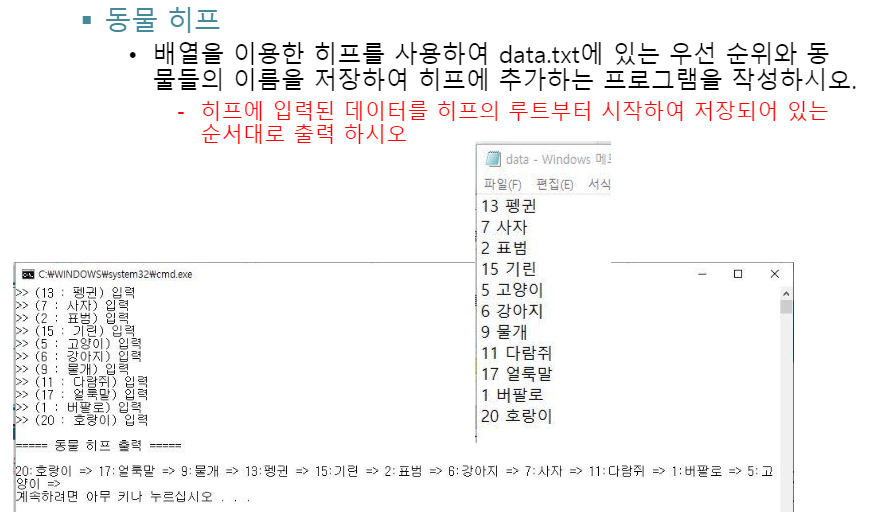 동물 히프
• 배열을 이용한 히프를 사용하여 data.txt에 있는 우선 순위와 동
물들의 이름을 저장하여 히프에 추가하는 프로그램을 작성하시오.
- 히프에 입력된 데이터를 히프의 루트부터 시작하여 저장되어 있는
순서대로 출력 하시오
data - Windows 메
파일(F) 편집(E) 서식
13 펭귄
7 사자
2 표범
15 기린
5 고양이
6 강아지
9 물개
11 다람쥐
17 얼룩말
1 버팔로
20 호랑이
C:₩WINDOWS₩system32₩cmd.exe
>> (13 : 펭귄) 입력
>> (7 : 사자) 입력
>> (2 : 표범) 입력
>> (15 : 기린) 입력
>> (5 : 고양이) 입력
>> (6 : 강아지) 입력
>> (9 : 물개) 입력
>> (11 : 다람쥐) 입력
>> (17 : 얼룩말) 입력
>> (1 : 버팔로) 입력
>> (20 : 호랑이) 입력
===== 동물 히프 출력 =====
20:호랑이 => 17:얼룩말 => 9:물개 => 13:펭귄 => 15:기린 => 2:표범 => 6:강아지 => 7:사자 => 11:다람쥐 => 1:버팔로 => 5:고
양이 =>
계속하려면 아무 키나 누르십시오 . . .